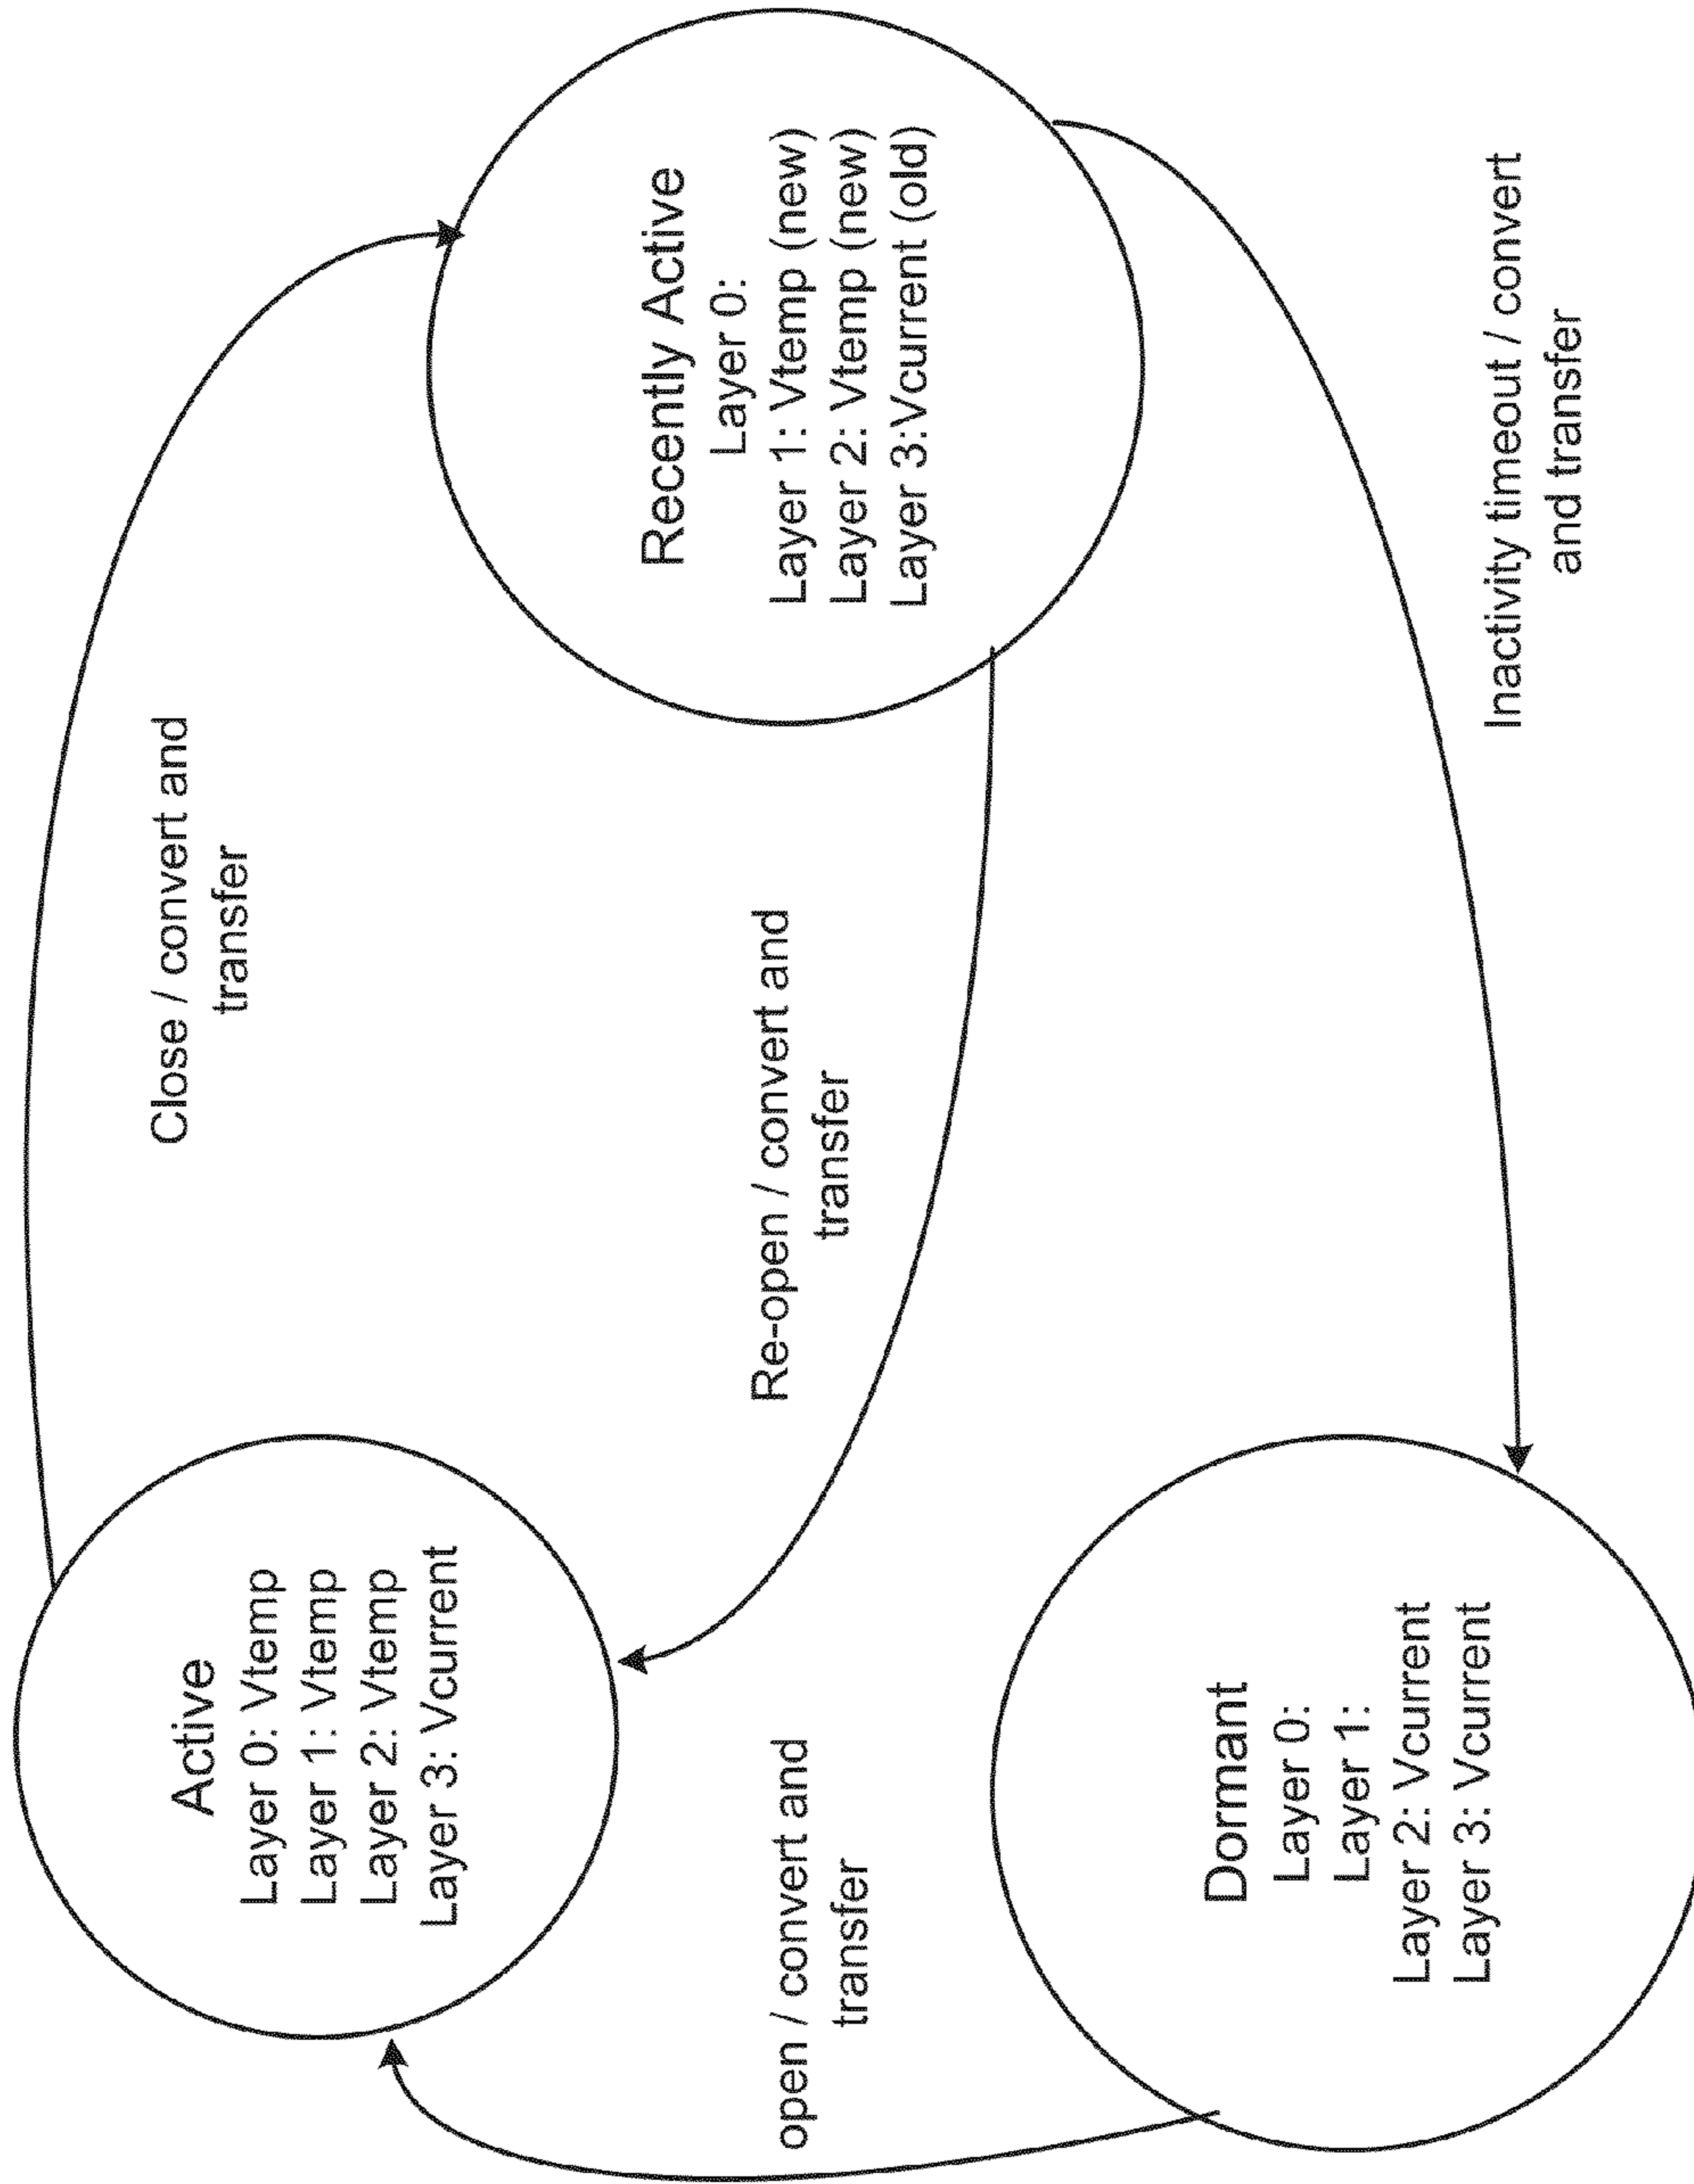 Active
Layer 0: Vtemp
Layer 1: Vtemp
Layer 2: Vtemp
Layer 3: Vcurrent
Close / convert and
transfer
Recently Active
Layer 0:
Layer 1: Vtemp (new)
Layer 2: Vtemp (new)
Layer 3:Vcurrent (old)
Re-open / convert and
transfer
open / convert and
transfer
Dormant
Layer 0:
Layer 1:
Layer 2: Vcurrent
Layer 3: Vcurrent
Inactivity timeout / convert
and transfer